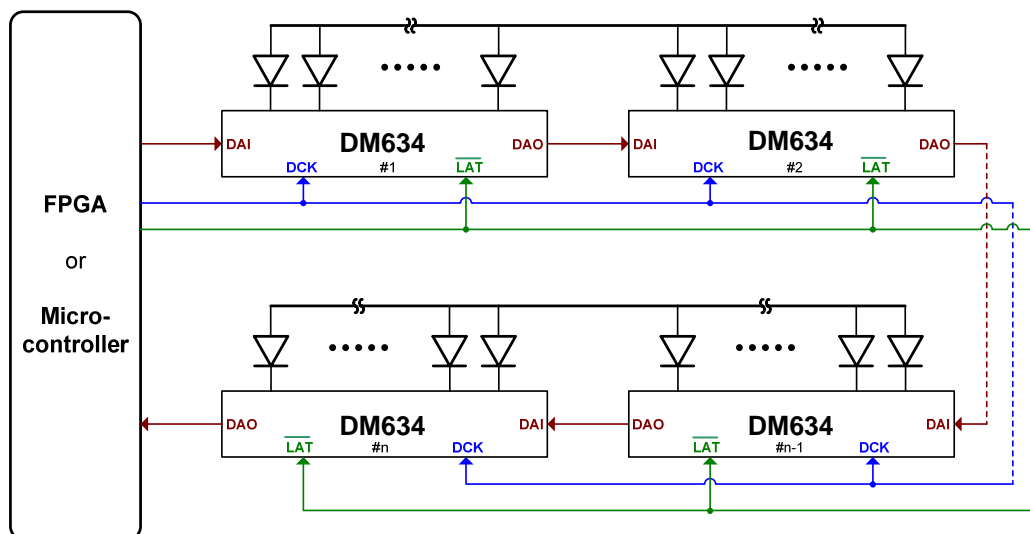 FPGA
or
Micro-
controller
DAI
DM634
DAO
DCK
#1
LAT
DAI
DM634
DAO
DCK
#2
LAT
DAO
DM634
DAI
LAT
#n
DCK
DAO
DM634
DAI
LAT
#n-1
DCK